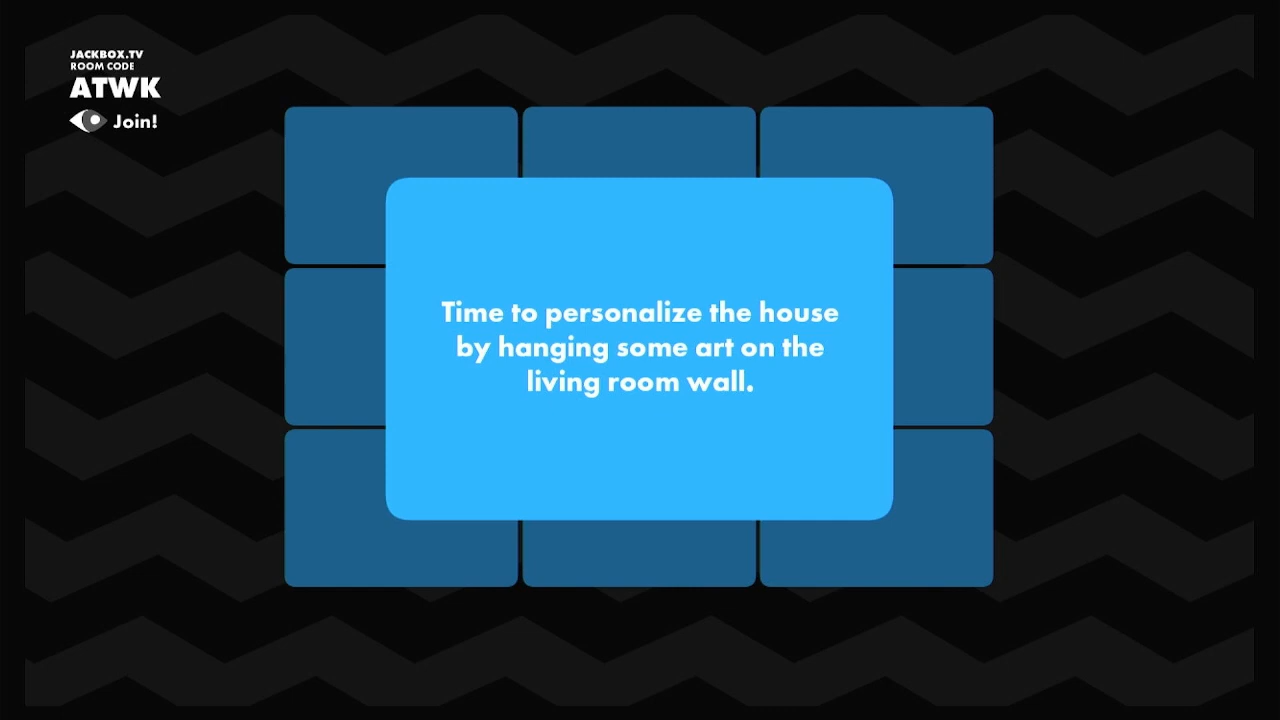 JACKBOX.TV
ROOM CODE
ATWK
Join!
Time to personalize the house
by hanging some art on the
living room wall.